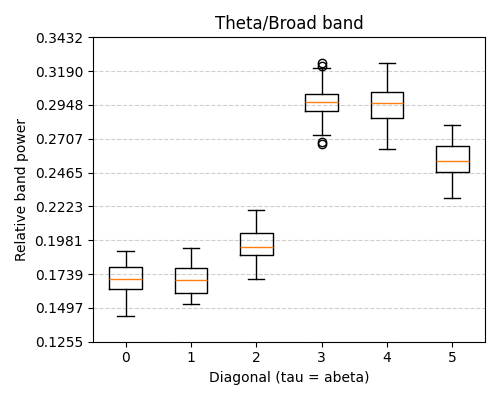 Theta/Broad band
0.3432
0.3190
0.2948
0.2707
0.2465
0.2223
0.1981
0.1739
0.1497
0.1255
Relative band power
0 1 2 3 4 5
Diagonal (tau = abeta)